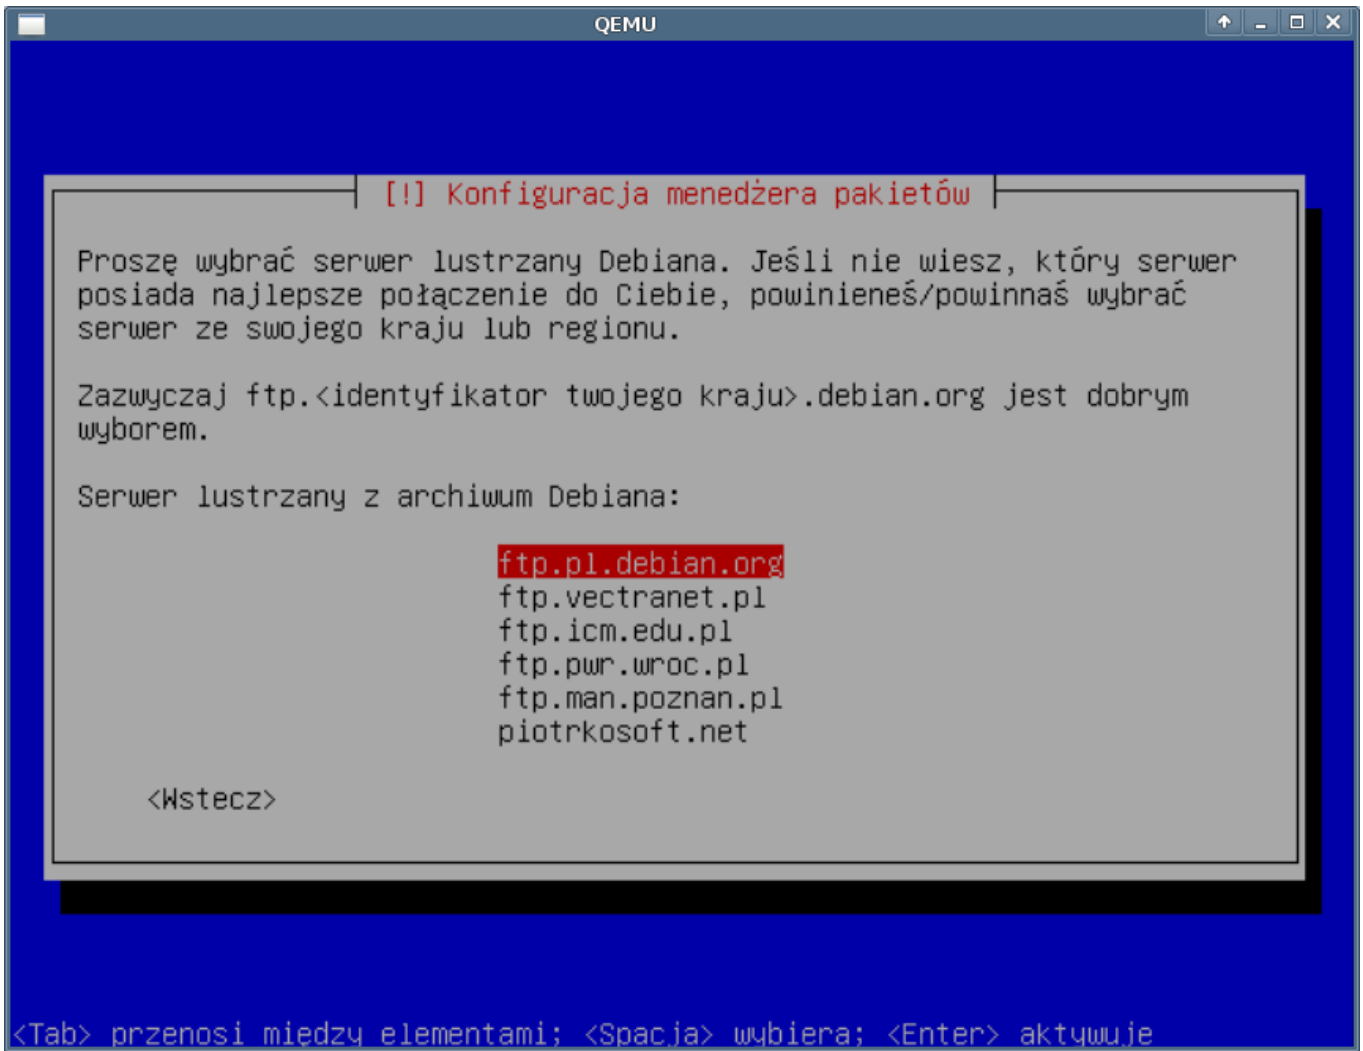 QEMU
[!] Konfiguracja menedżera pakietów
Proszę wybrać serwer lustrzany Debiana. Jeśli nie wiesz, który serwer
posiada najlepsze połączenie do Ciebie, powinieneś/powinnaś wybrać
serwer ze swojego kraju lub regionu.
Zazwyczaj ftp.<identyfikator twojego kraju>.debian.org jest dobrym
wyborem.
Serwer lustrzany z archiwum Debiana:
ftp.pl.debian.org
ftp.vectranet.pl
ftp.icm.edu.pl
ftp.pwr.wroc.pl
ftp.man.poznan.pl
piotrkosoft.net
<Wstecz>
<Tab> przenosi między elementami; <Spacja> wybiera; <Enter> aktywuje